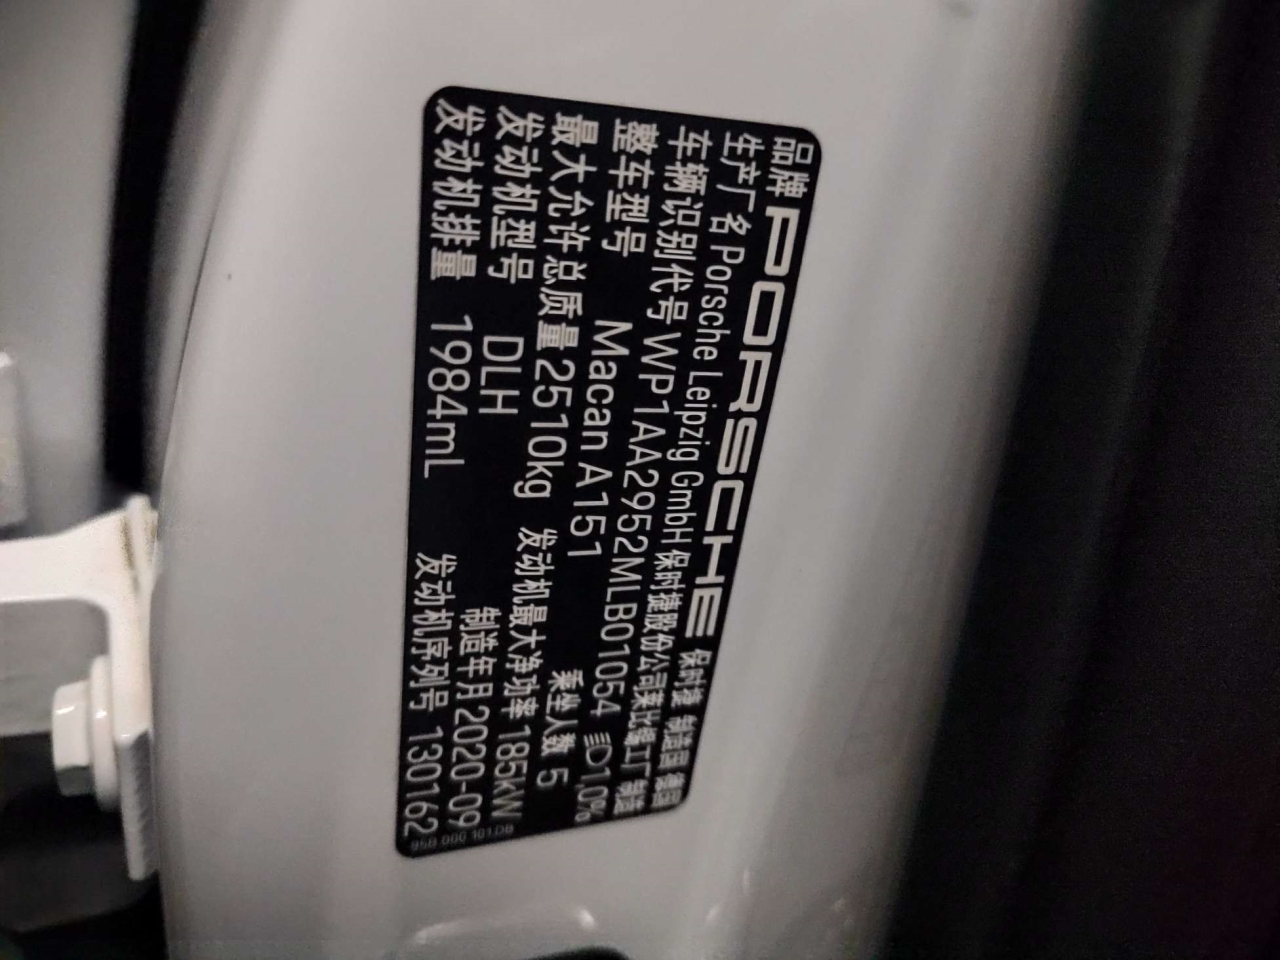 品牌 PORSCHE 保时捷 制造国 德国
生产厂名 Porsche Leipzig GmbH 保时捷股份公司莱比锡工厂 制造
车辆识别代号 WP1AA2952MLB01054 1,0%
整车型号 Macan A151 乘坐人数 5
最大允许总质量 2510kg 发动机最大净功率 185kW
发动机型号 DLH 制造年月 2020-09
发动机排量 1984mL 发动机序列号 130162
95B.000.101.DB